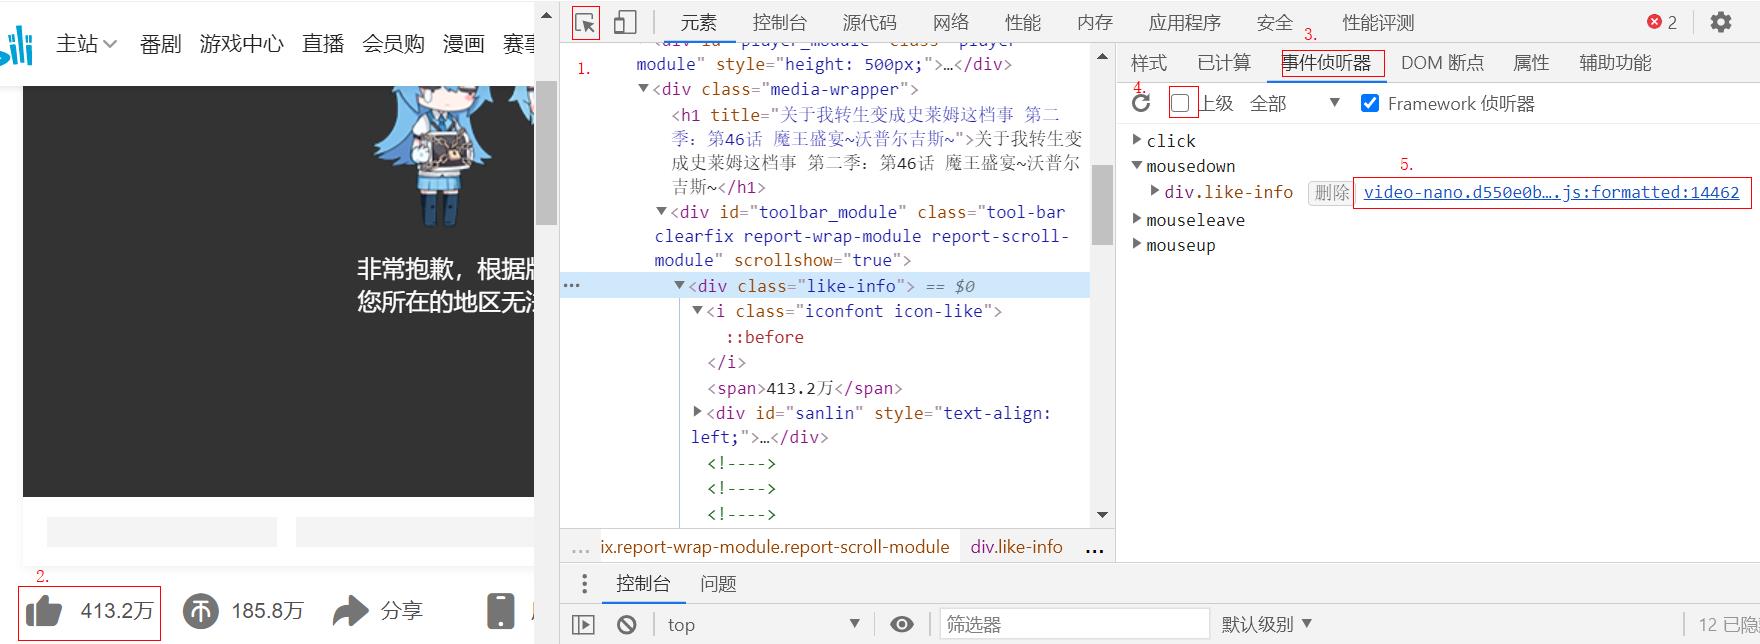 主站 番剧 游戏中心 直播 会员购 漫画 赛事
非常抱歉，根据版
您所在的地区无法
2.
413.2万 185.8万 分享
元素 控制台 源代码 网络 性能 内存 应用程序 安全 性能评测 2
1.
<div id="player_module" class="player-
module" style="height: 500px;">…</div>
<div class="media-wrapper">
<h1 title="关于我转生变成史莱姆这档事 第二
季：第46话 魔王盛宴~沃普尔吉斯~">关于我转生变
成史莱姆这档事 第二季：第46话 魔王盛宴~沃普尔
吉斯~</h1>
<div id="toolbar_module" class="tool-bar
clearfix report-wrap-module report-scroll-
module" scrollshow="true">
… <div class="like-info"> == $0
<i class="iconfont icon-like">
::before
</i>
<span>413.2万</span>
<div id="sanlin" style="text-align:
left;">…</div>
<!---->
<!---->
<!---->
… ix.report-wrap-module.report-scroll-module div.like-info …
3.
样式 已计算 事件侦听器 DOM 断点 属性 辅助功能
4.
上级 全部 Framework 侦听器
click
mousedown
5.
div.like-info 删除 video-nano.d550e0b….js:formatted:14462
mouseleave
mouseup
控制台 问题
top 筛选器 默认级别 12 已隐